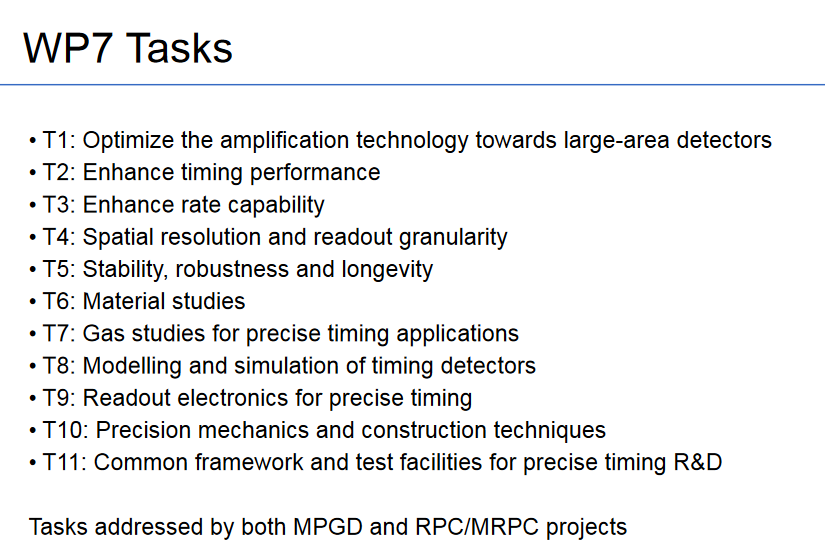 WP7 Tasks
• T1: Optimize the amplification technology towards large-area detectors
• T2: Enhance timing performance
• T3: Enhance rate capability
• T4: Spatial resolution and readout granularity
• T5: Stability, robustness and longevity
• T6: Material studies
• T7: Gas studies for precise timing applications
• T8: Modelling and simulation of timing detectors
• T9: Readout electronics for precise timing
• T10: Precision mechanics and construction techniques
• T11: Common framework and test facilities for precise timing R&D
Tasks addressed by both MPGD and RPC/MRPC projects